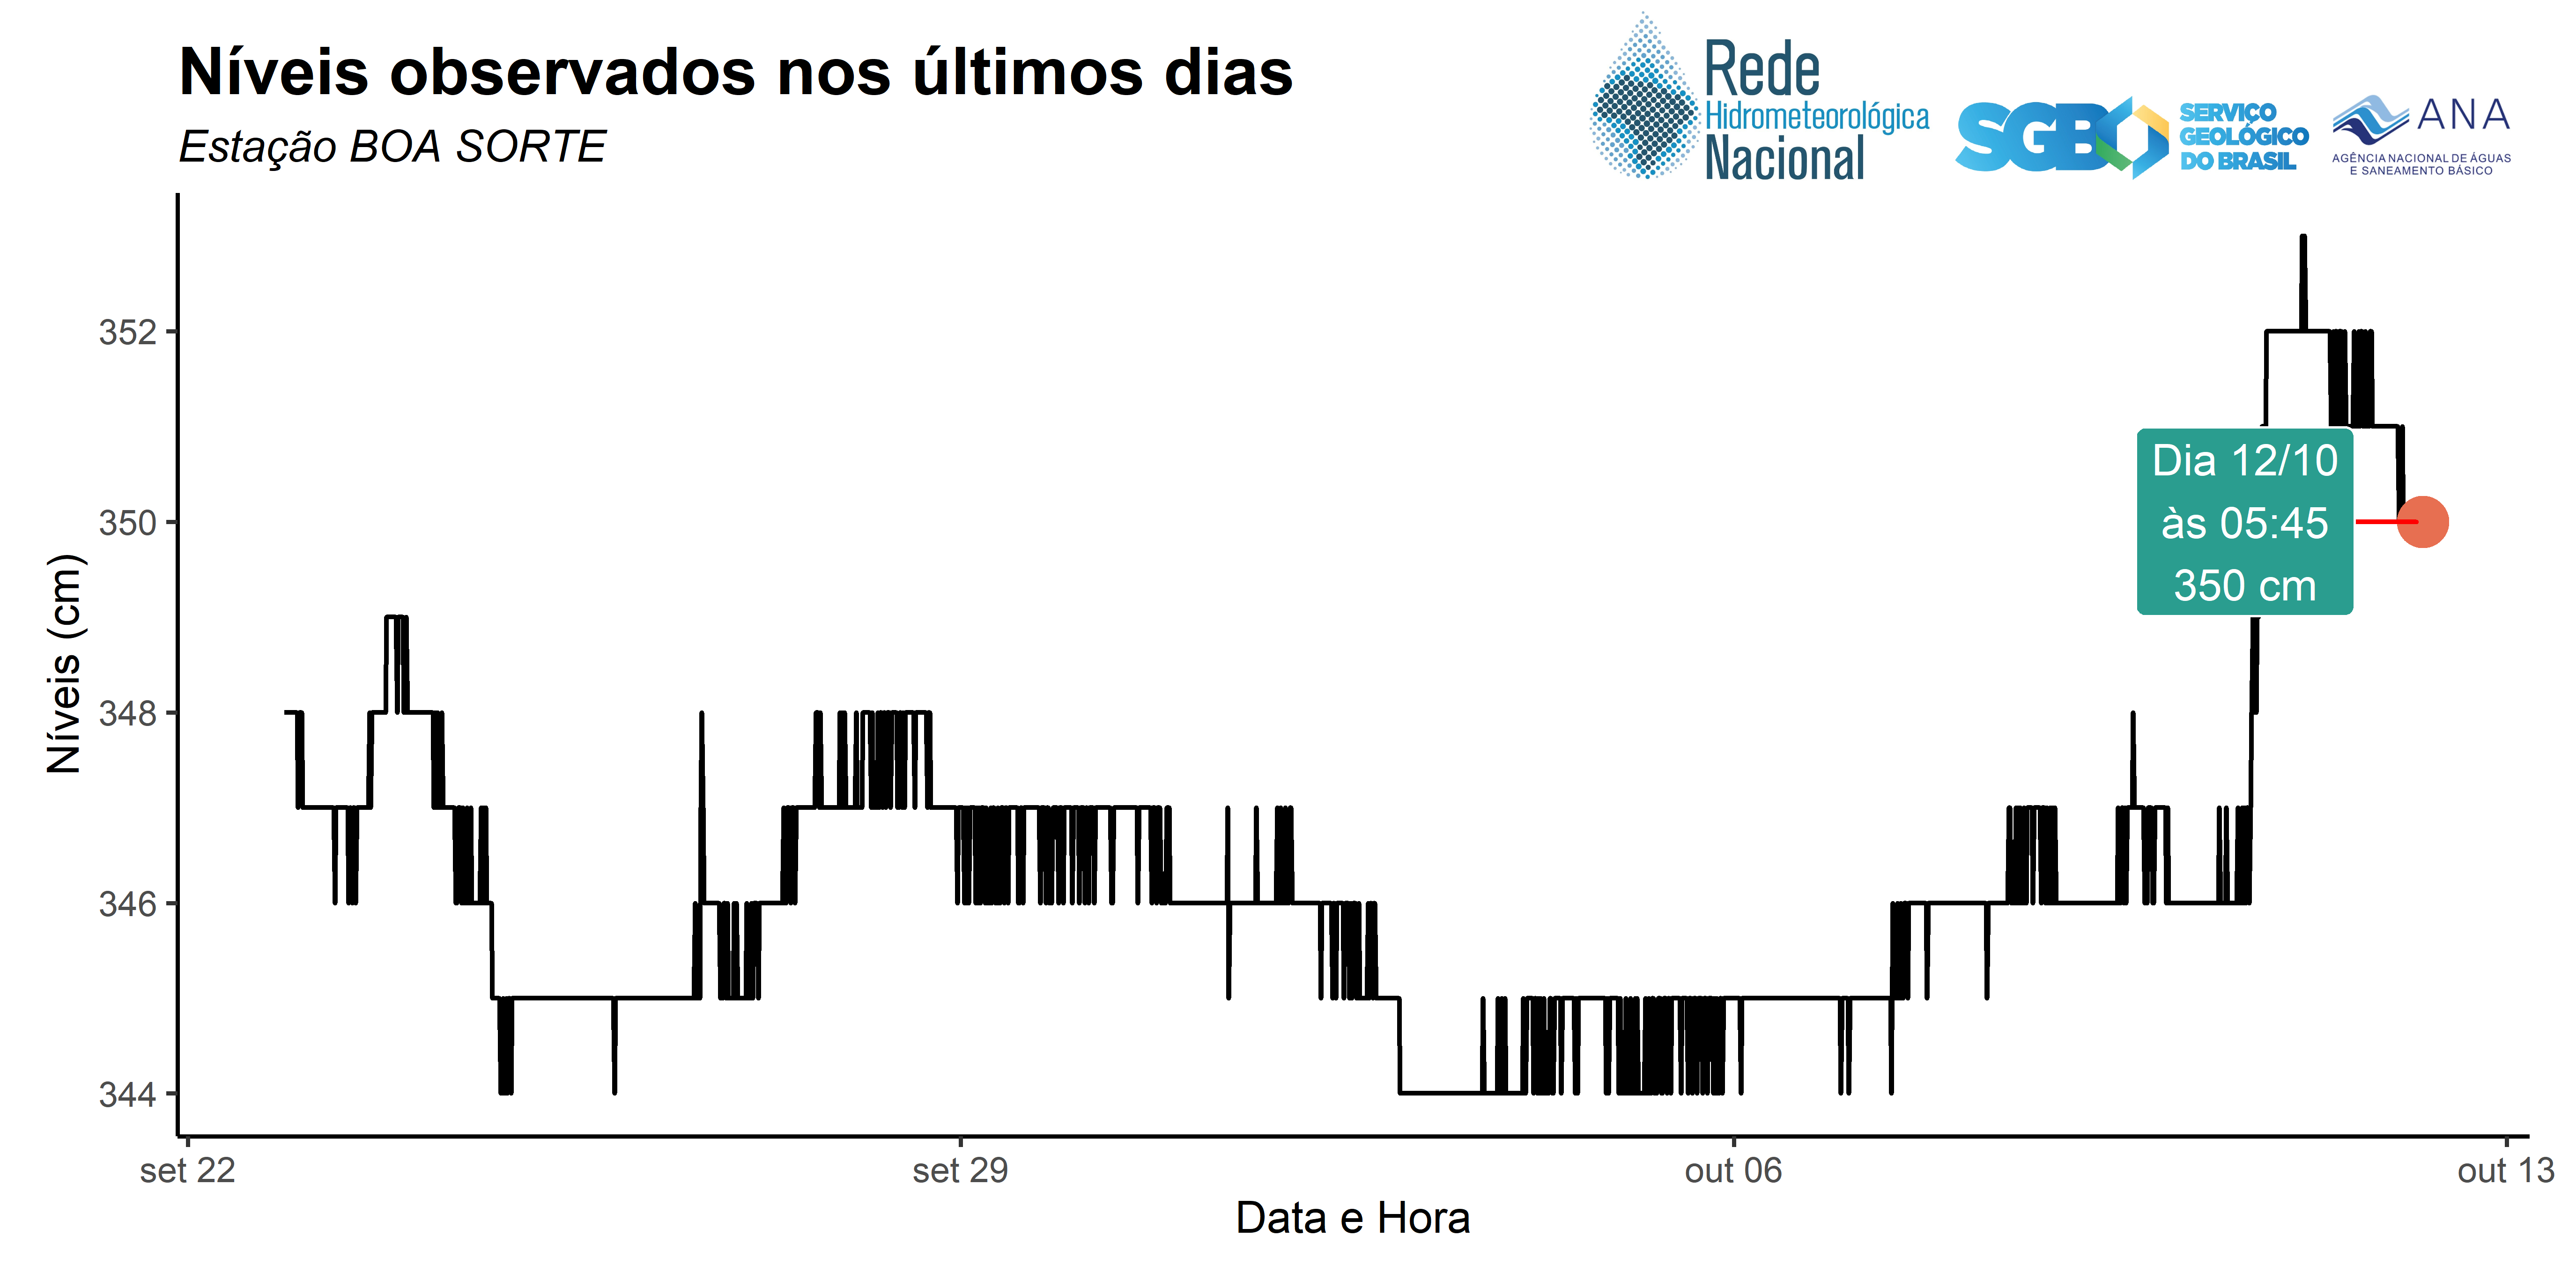 Níveis observados nos últimos dias
Estação BOA SORTE
Rede
Hidrometeorológica
Nacional
SGB
SERVIÇO
GEOLÓGICO
DO BRASIL
ANA
AGÊNCIA NACIONAL DE ÁGUAS
E SANEAMENTO BÁSICO
Níveis (cm)
352
350
348
346
344
Dia 12/10
às 05:45
350 cm
set 22
set 29
out 06
out 13
Data e Hora